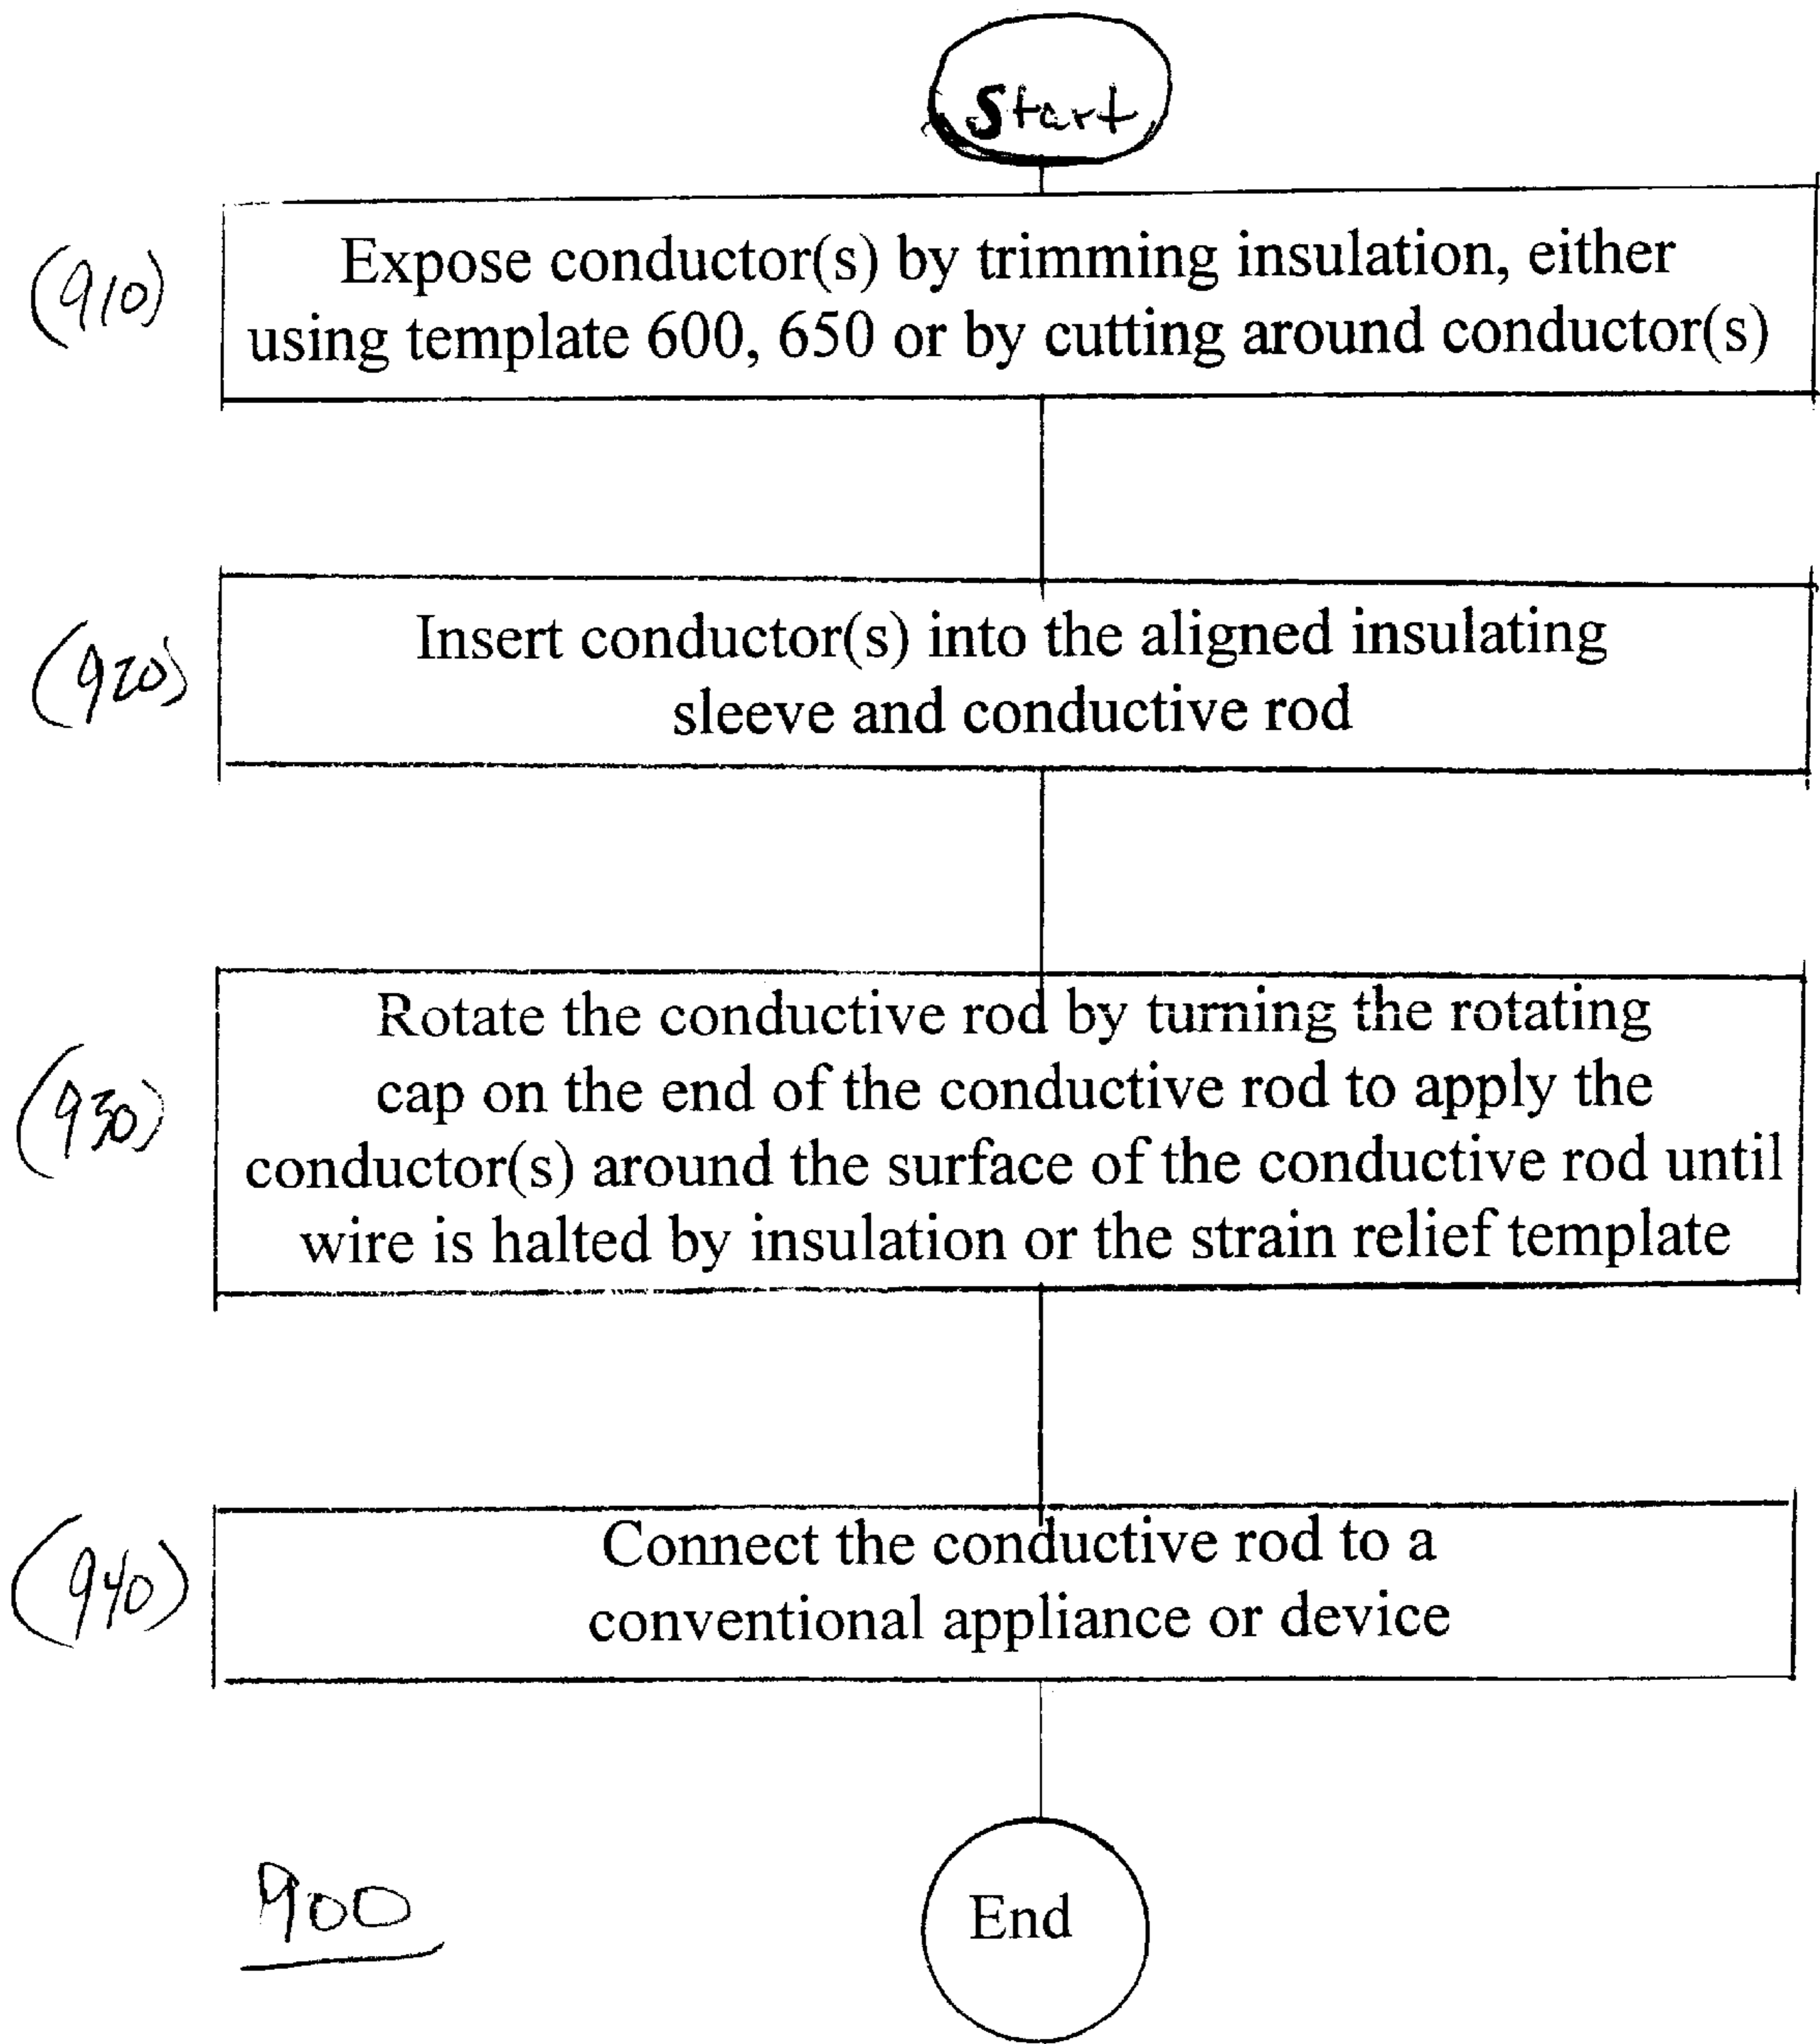 Start
(910)
Expose conductor(s) by trimming insulation, either
using template 600, 650 or by cutting around conductor(s)
(920)
Insert conductor(s) into the aligned insulating
sleeve and conductive rod
(930)
Rotate the conductive rod by turning the rotating
cap on the end of the conductive rod to apply the
conductor(s) around the surface of the conductive rod until
wire is halted by insulation or the strain relief template
(940)
Connect the conductive rod to a
conventional appliance or device
900
End